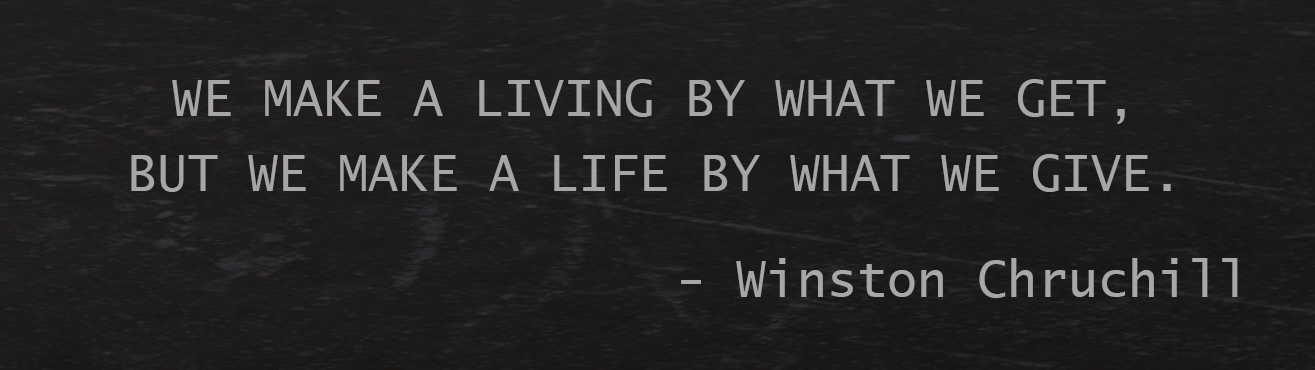 WE MAKE A LIVING BY WHAT WE GET,
BUT WE MAKE A LIFE BY WHAT WE GIVE.
- Winston Chruchill